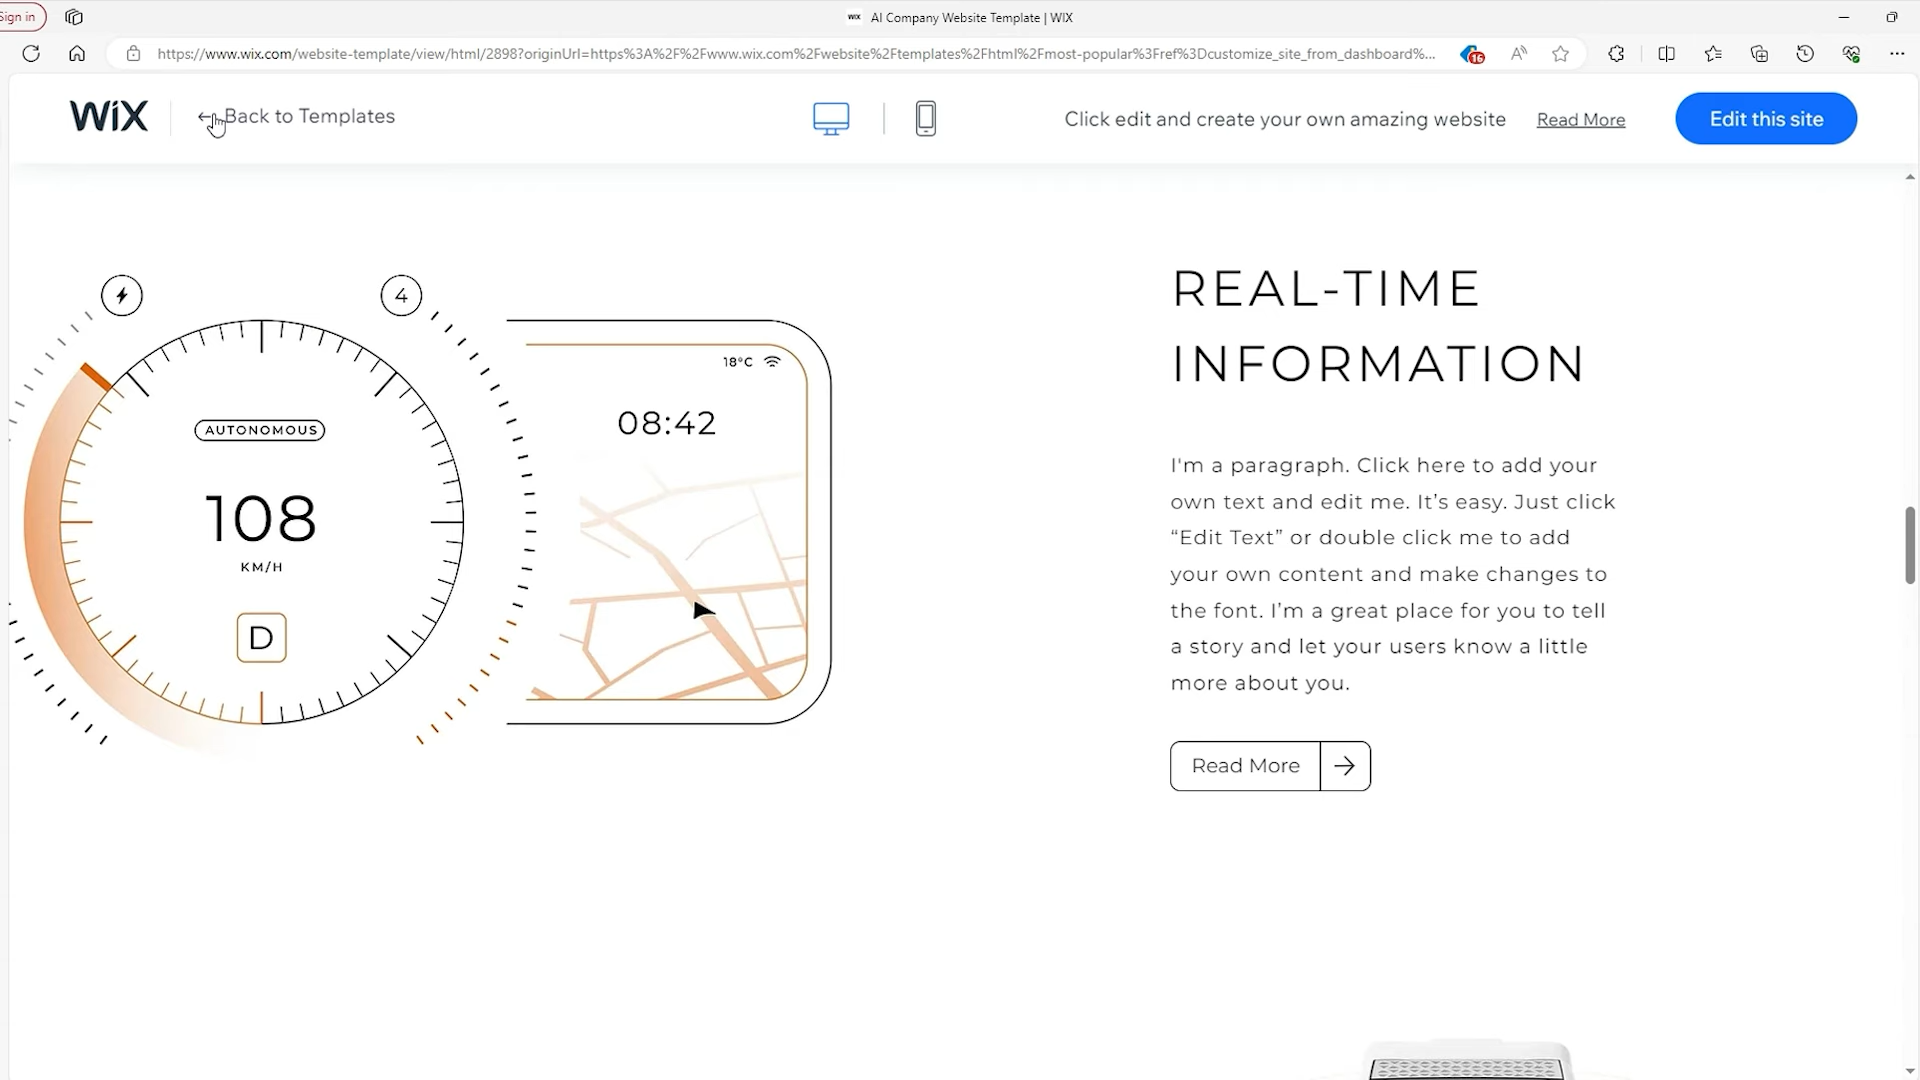 Sign in
WIX AI Company Website Template | WIX
https://www.wix.com/website-template/view/html/2898?originUrl=https%3A%2F%2Fwww.wix.com%2Fwebsite%2Ftemplates%2Fhtml%2Fmost-popular%3Fref%3Dcustomize_site_from_dashboard%...
16
WiX
Back to Templates
Click edit and create your own amazing website
Read More
Edit this site
4
AUTONOMOUS
108
KM/H
D
18°C
08:42
REAL-TIME
INFORMATION
I'm a paragraph. Click here to add your
own text and edit me. It’s easy. Just click
“Edit Text” or double click me to add
your own content and make changes to
the font. I’m a great place for you to tell
a story and let your users know a little
more about you.
Read More